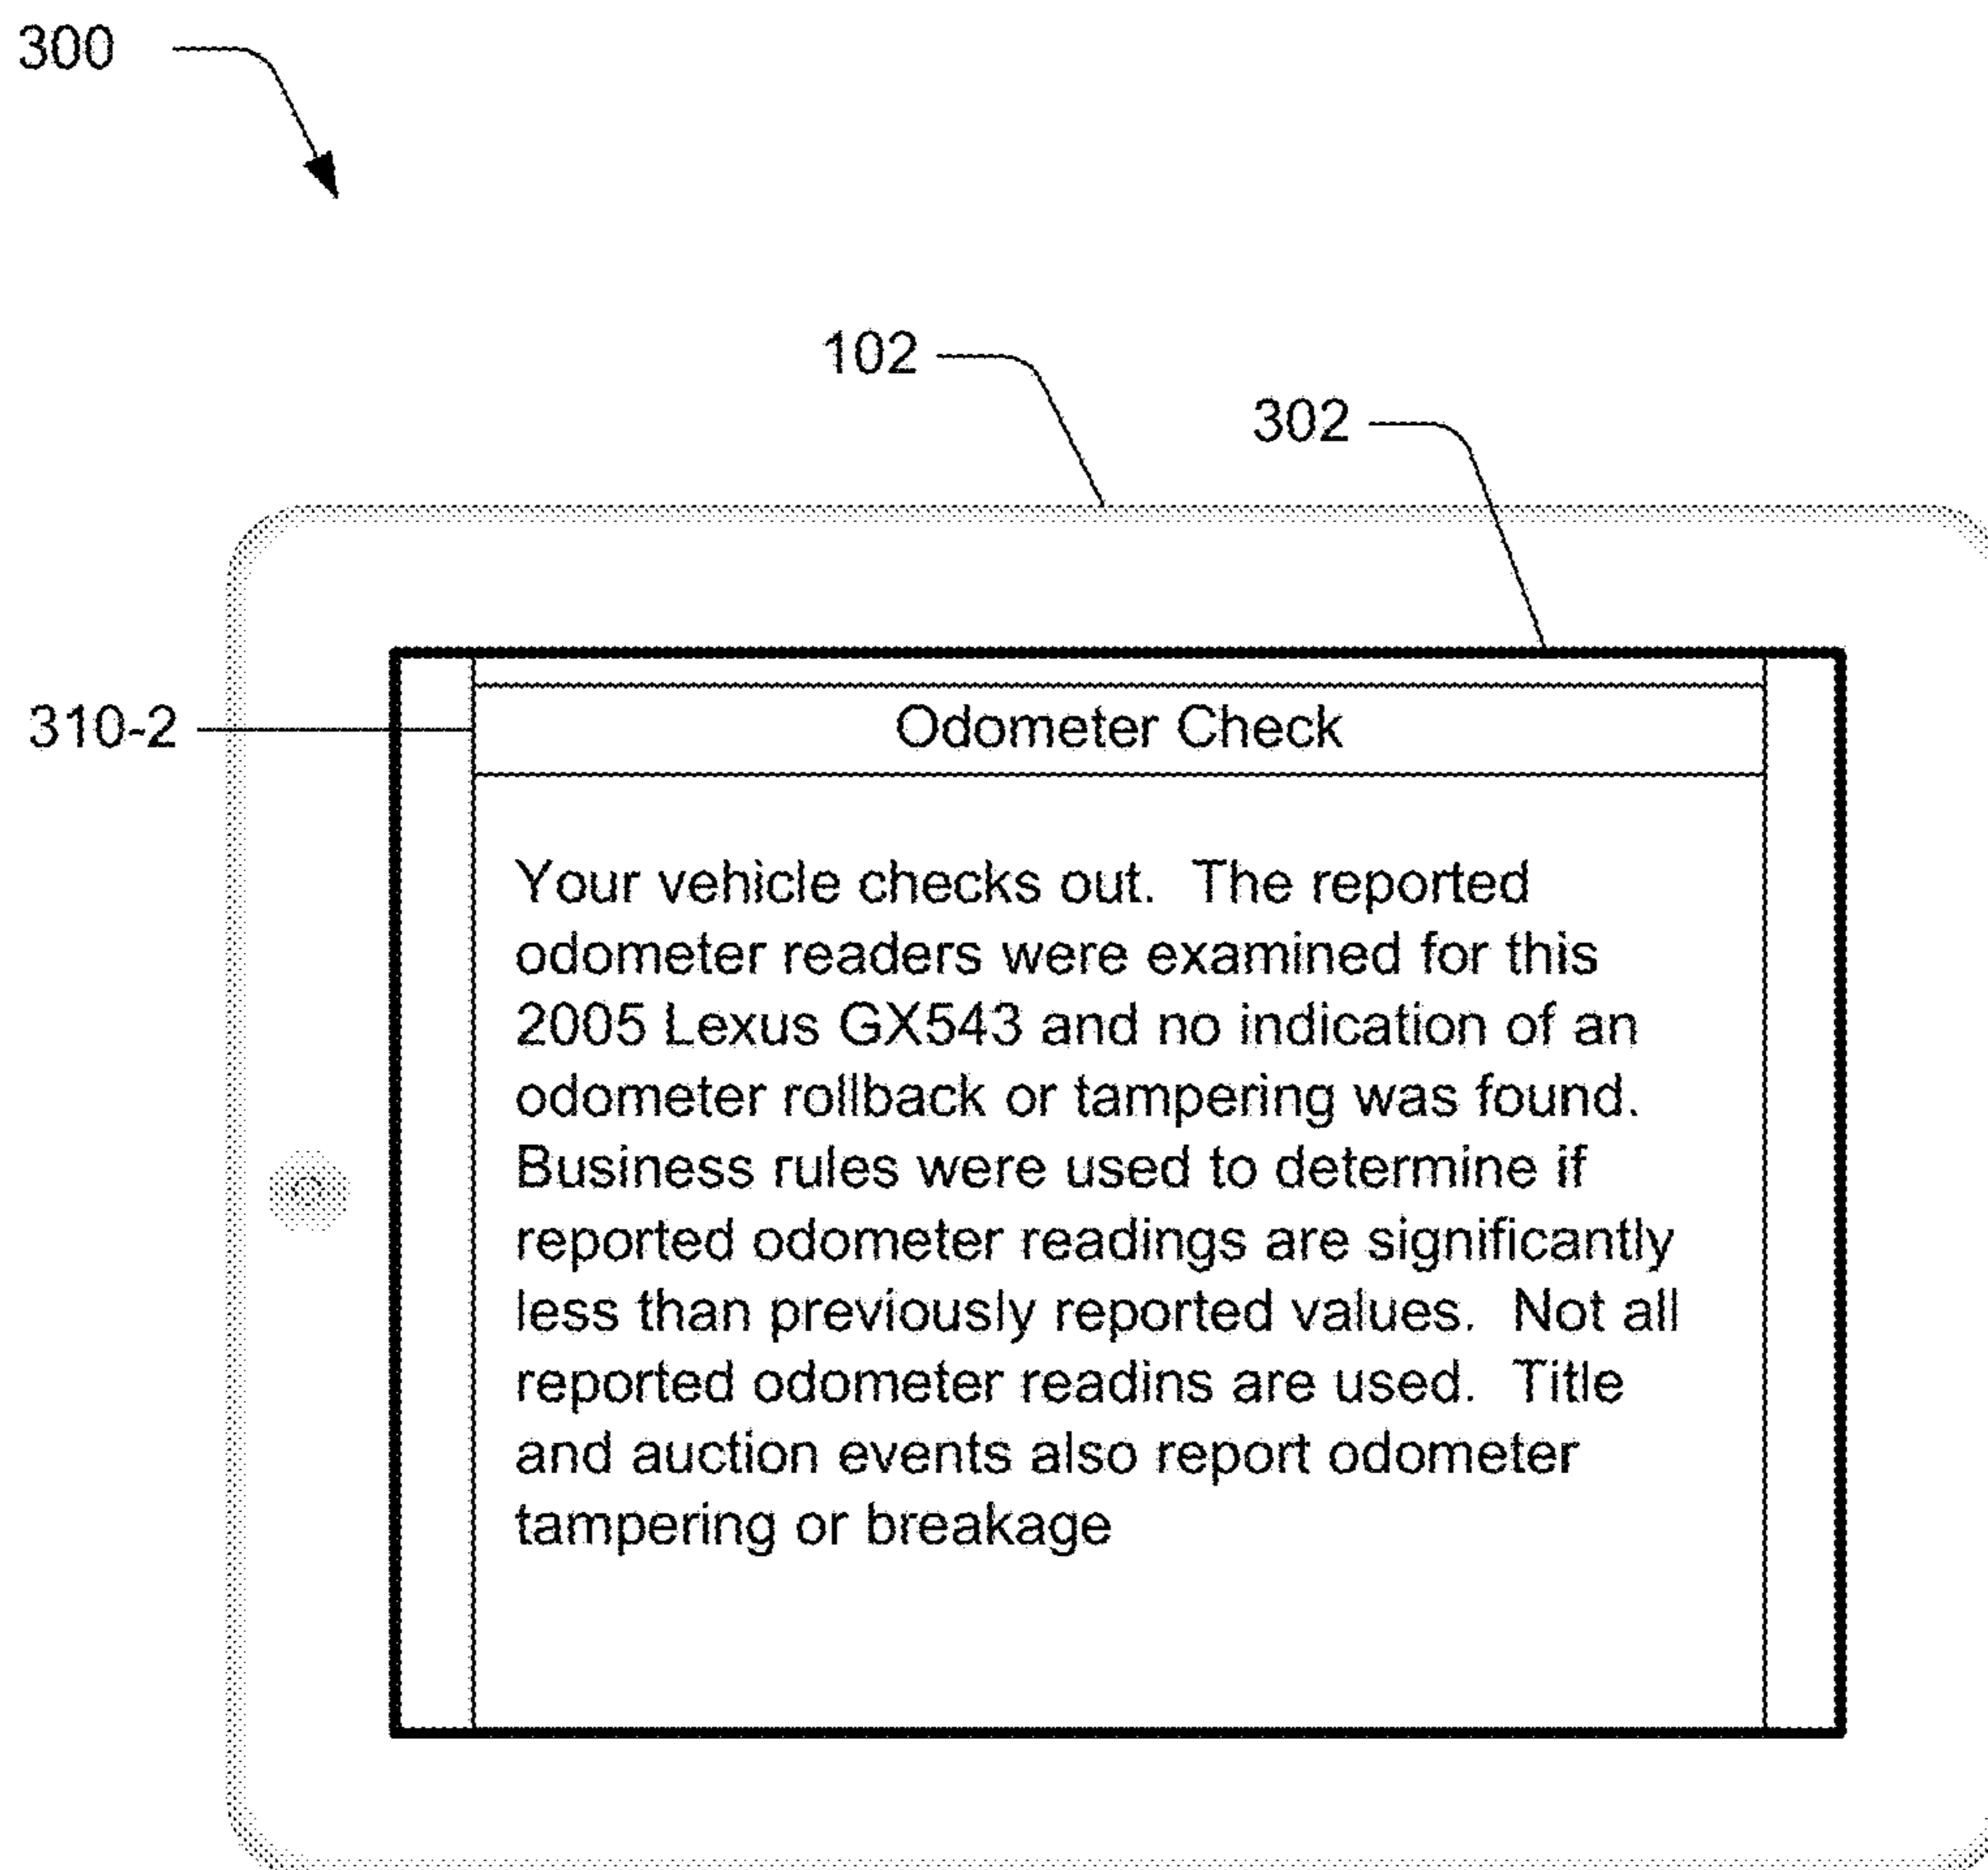 300
102
302
310-2
Odometer Check
Your vehicle checks out.  The reported
odometer readers were examined for this
2005 Lexus GX543 and no indication of an
odometer rollback or tampering was found.
Business rules were used to determine if
reported odometer readings are significantly
less than previously reported values.  Not all
reported odometer readins are used.  Title
and auction events also report odometer
tampering or breakage